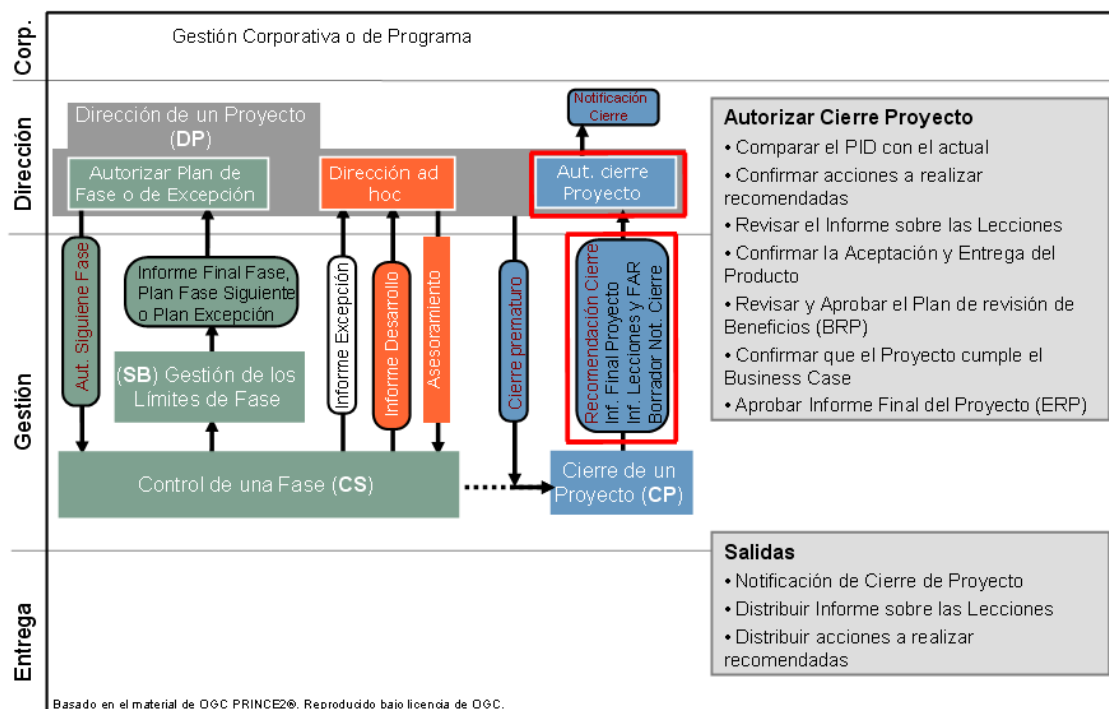 Corp.
Gestión Corporativa o de Programa
Dirección
Dirección de un Proyecto
(DP)
Autorizar Plan de
Fase o de Excepción
Dirección ad
hoc
Notificación
Cierre
Aut. cierre
Proyecto
Gestión
Aut. Siguiene Fase
Informe Final Fase,
Plan Fase Siguiente
o Plan Excepción
(SB) Gestión de los
Límites de Fase
Informe Excepción
Informe Desarrollo
Asesoramiento
Cierre prematuro
Recomendación Cierre
Inf. Final Proyecto
Inf. Lecciones y FAR
Borrador Not. Cierre
Control de una Fase (CS)
Cierre de un
Proyecto (CP)
Entrega
Autorizar Cierre Proyecto
• Comparar el PID con el actual
• Confirmar acciones a realizar
recomendadas
• Revisar el Informe sobre las Lecciones
• Confirmar la Aceptación y Entrega del
Producto
• Revisar y Aprobar el Plan de revisión de
Beneficios (BRP)
• Confirmar que el Proyecto cumple el
Business Case
• Aprobar Informe Final del Proyecto (ERP)
Salidas
• Notificación de Cierre de Proyecto
• Distribuir Informe sobre las Lecciones
• Distribuir acciones a realizar
recomendadas
Basado en el material de OGC PRINCE2®. Reproducido bajo licencia de OGC.